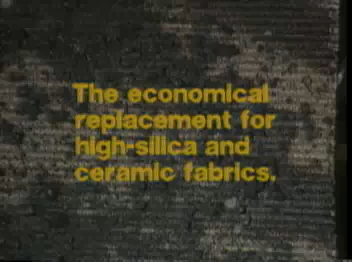 The economical
replacement for
high-silica and
ceramic fabrics.